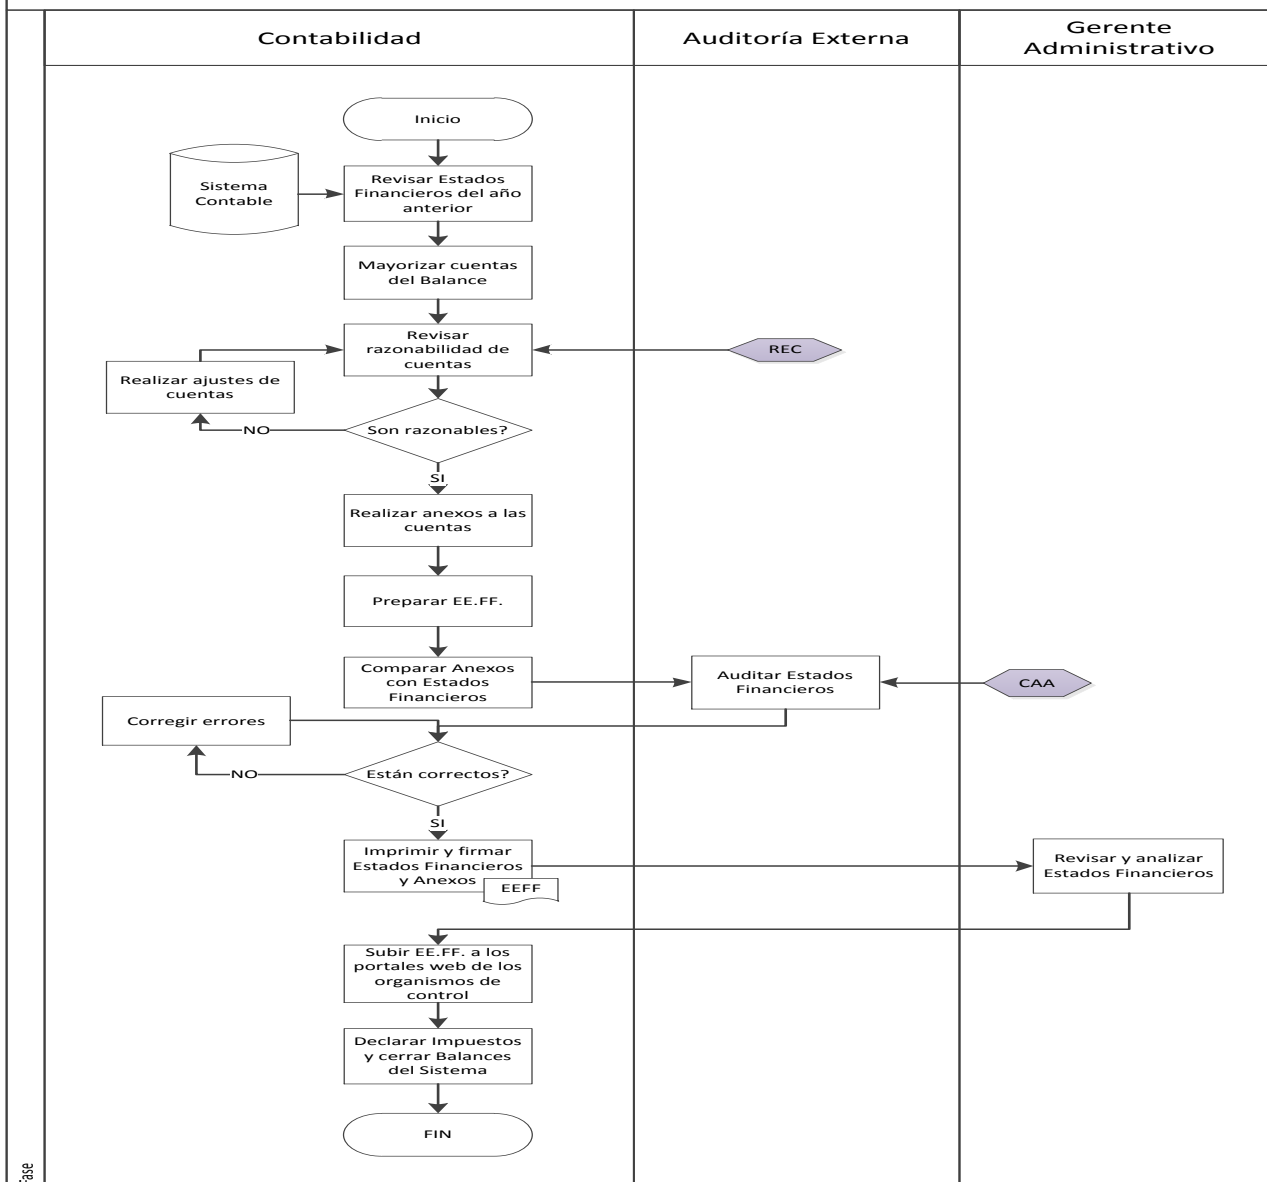 Contabilidad
Auditoría Externa
Gerente
Administrativo
Inicio
Sistema
Contable
Revisar Estados
Financieros del año
anterior
Mayorizar cuentas
del Balance
Revisar
razonabilidad de
cuentas
REC
Realizar ajustes de
cuentas
NO
Son razonables?
SI
Realizar anexos a las
cuentas
Preparar EE.FF.
Comparar Anexos
con Estados
Financieros
Auditar Estados
Financieros
CAA
Corregir errores
NO
Están correctos?
SI
Imprimir y firmar
Estados Financieros
y Anexos
EEFF
Revisar y analizar
Estados Financieros
Subir EE.FF. a los
portales web de los
organismos de
control
Declarar Impuestos
y cerrar Balances
del Sistema
FIN
Fase